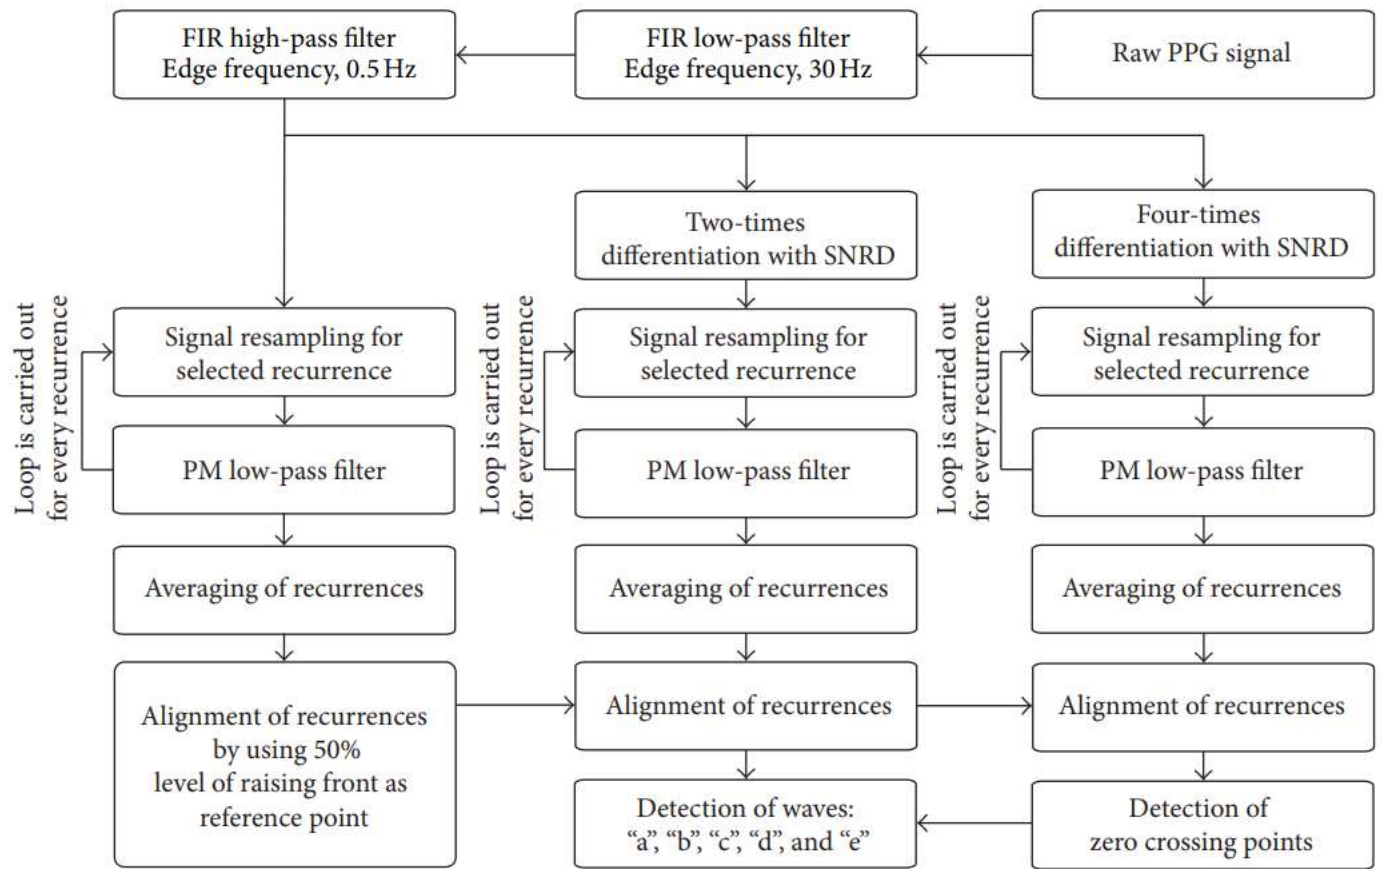 FIR high-pass filter
Edge frequency, 0.5 Hz
FIR low-pass filter
Edge frequency, 30 Hz
Raw PPG signal
Two-times
differentiation with SNRD
Four-times
differentiation with SNRD
Loop is carried out
for every recurrence
Signal resampling for
selected recurrence
Loop is carried out
for every recurrence
Signal resampling for
selected recurrence
Loop is carried out
for every recurrence
Signal resampling for
selected recurrence
PM low-pass filter
PM low-pass filter
PM low-pass filter
Averaging of recurrences
Averaging of recurrences
Averaging of recurrences
Alignment of recurrences
by using 50%
level of raising front as
reference point
Alignment of recurrences
Alignment of recurrences
Detection of waves:
“a”, “b”, “c”, “d”, and “e”
Detection of
zero crossing points